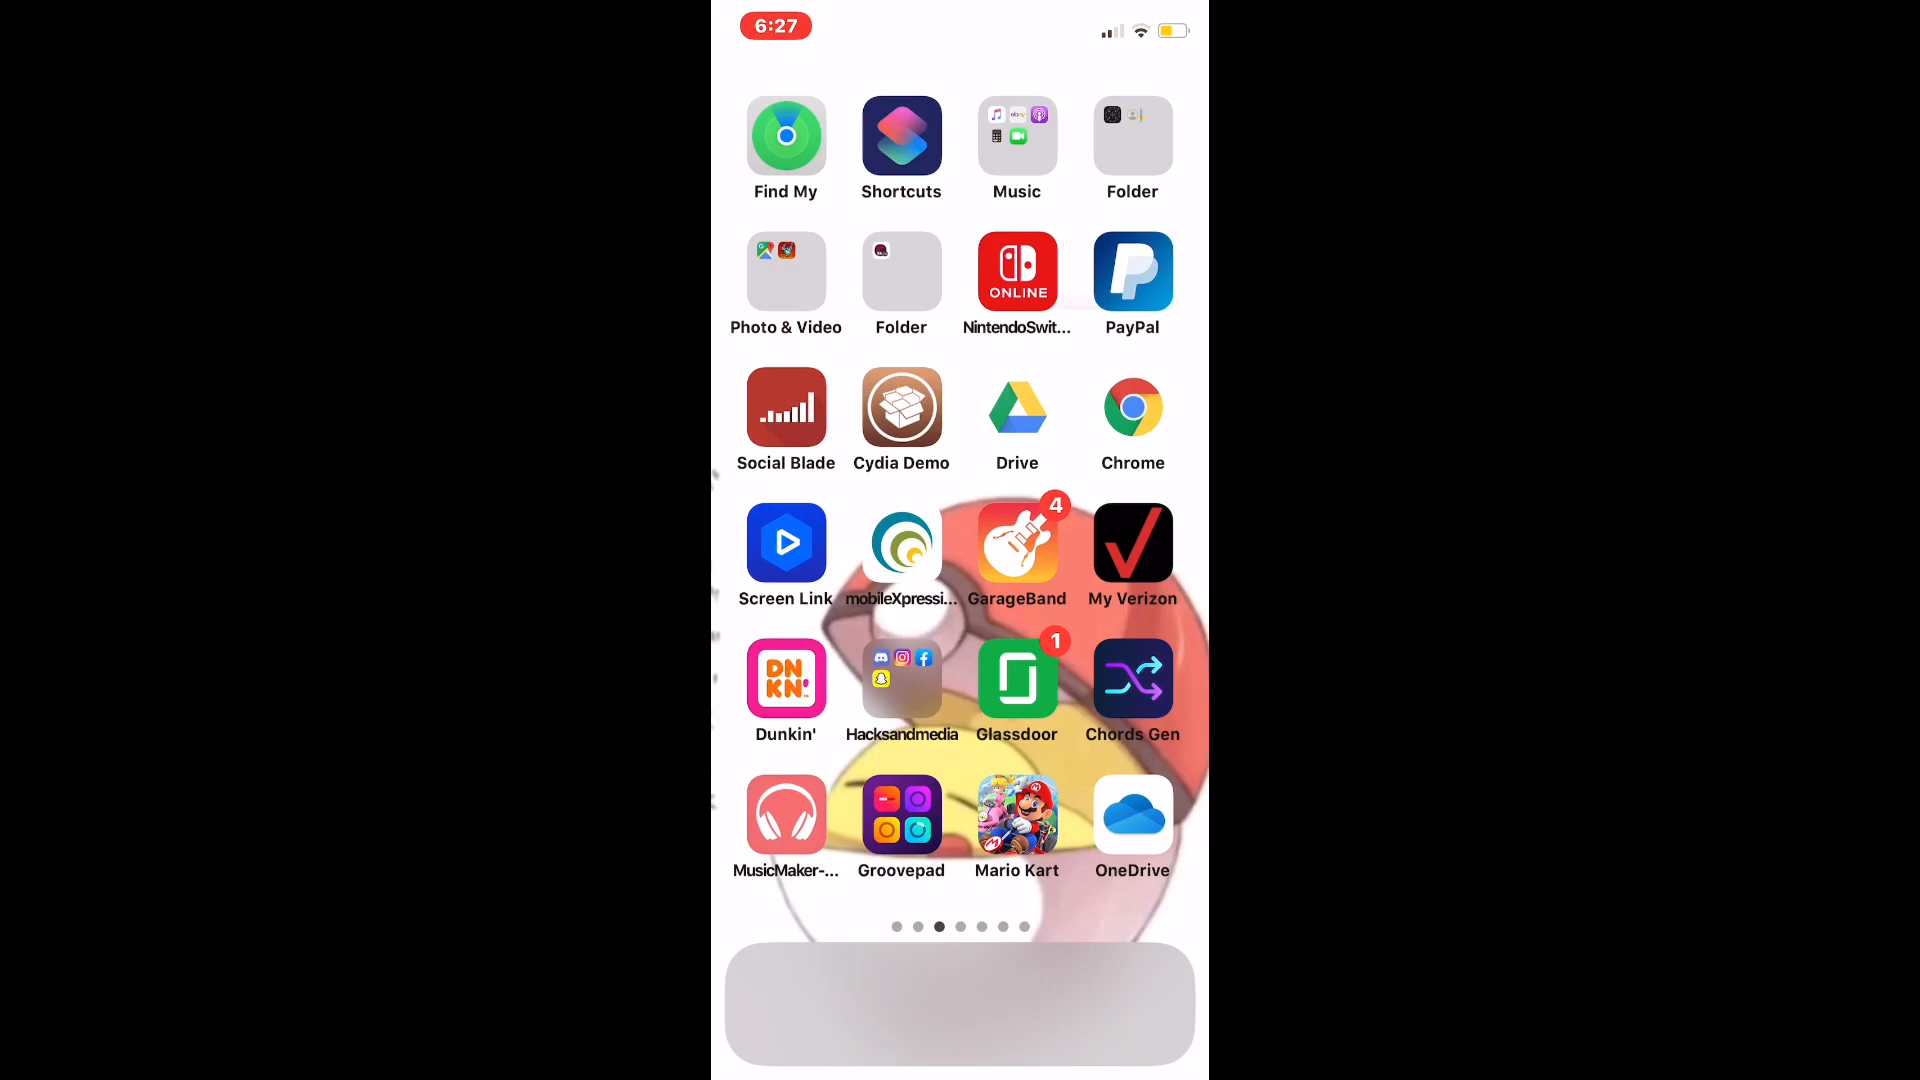 6:27
Find My
Shortcuts
Music
Folder
Photo & Video
Folder
ONLINE
NintendoSwit...
PayPal
Social Blade
Cydia Demo
Drive
Chrome
4
Screen Link
mobileXpressi...
GarageBand
My Verizon
1
DN
KN'
Dunkin'
Hacksandmedia
Glassdoor
Chords Gen
MusicMaker-...
Groovepad
Mario Kart
OneDrive